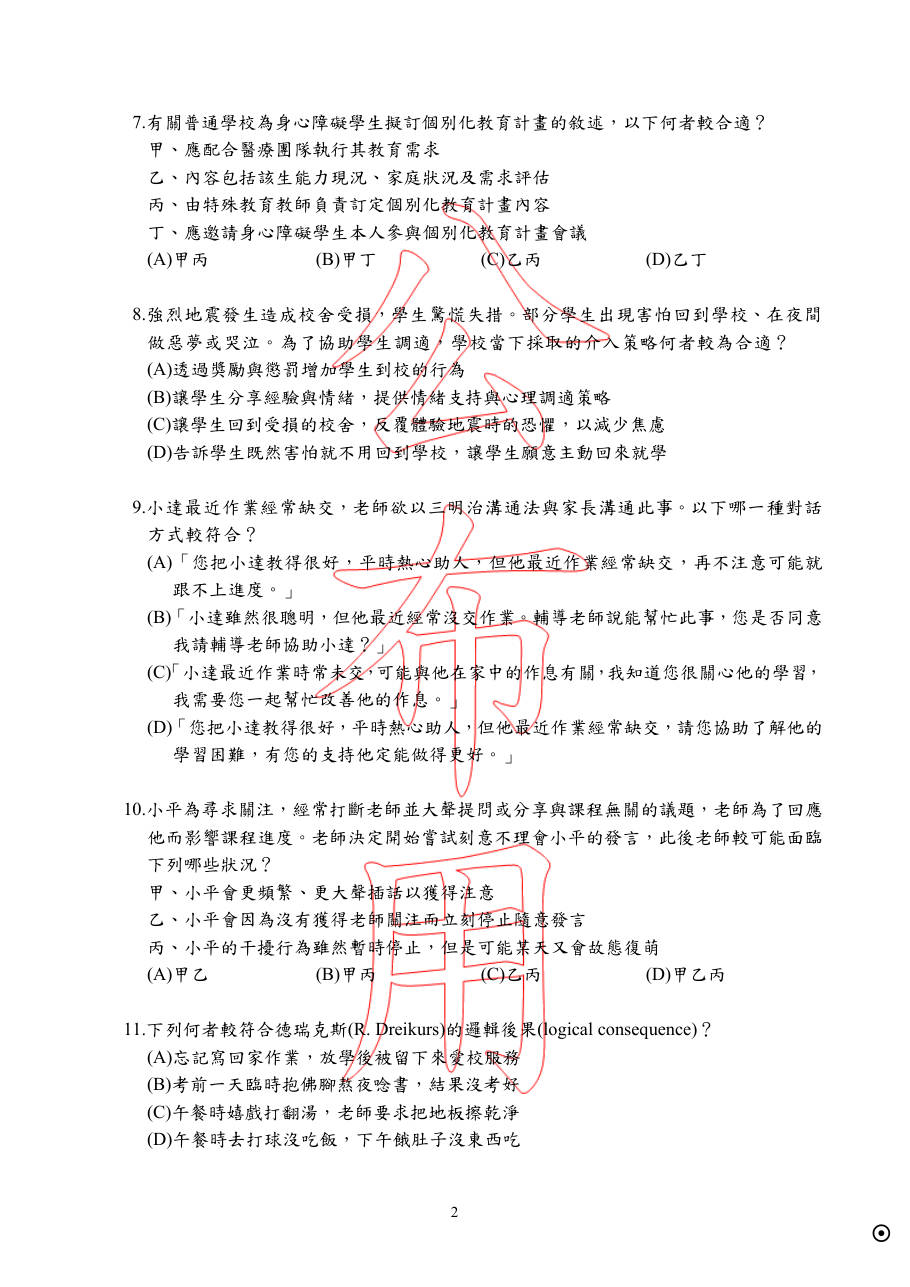 7.有關普通學校為身心障礙學生擬訂個別化教育計畫的敘述，以下何者較合適？
甲、應配合醫療團隊執行其教育需求
乙、內容包括該生能力現況、家庭狀況及需求評估
丙、由特殊教育教師負責訂定個別化教育計畫內容
丁、應邀請身心障礙學生本人參與個別化教育計畫會議
(A)甲丙 (B)甲丁 (C)乙丙 (D)乙丁
8.強烈地震發生造成校舍受損，學生驚慌失措。部分學生出現害怕回到學校、在夜間
做惡夢或哭泣。為了協助學生調適，學校當下採取的介入策略何者較為合適？
(A)透過獎勵與懲罰增加學生到校的行為
(B)讓學生分享經驗與情緒，提供情緒支持與心理調適策略
(C)讓學生回到受損的校舍，反覆體驗地震時的恐懼，以減少焦慮
(D)告訴學生既然害怕就不用回到學校，讓學生願意主動回來就學
9.小達最近作業經常缺交，老師欲以三明治溝通法與家長溝通此事。以下哪一種對話
方式較符合？
(A)「您把小達教得很好，平時熱心助人，但他最近作業經常缺交，再不注意可能就
跟不上進度。」
(B)「小達雖然很聰明，但他最近經常沒交作業。輔導老師說能幫忙此事，您是否同意
我請輔導老師協助小達？」
(C)「小達最近作業時常未交，可能與他在家中的作息有關，我知道您很關心他的學習，
我需要您一起幫忙改善他的作息。」
(D)「您把小達教得很好，平時熱心助人，但他最近作業經常缺交，請您協助了解他的
學習困難，有您的支持他定能做得更好。」
10.小平為尋求關注，經常打斷老師並大聲提問或分享與課程無關的議題，老師為了回應
他而影響課程進度。老師決定開始嘗試刻意不理會小平的發言，此後老師較可能面臨
下列哪些狀況？
甲、小平會更頻繁、更大聲插話以獲得注意
乙、小平會因為沒有獲得老師關注而立刻停止隨意發言
丙、小平的干擾行為雖然暫時停止，但是可能某天又會故態復萌
(A)甲乙 (B)甲丙 (C)乙丙 (D)甲乙丙
11.下列何者較符合德瑞克斯(R. Dreikurs)的邏輯後果(logical consequence)？
(A)忘記寫回家作業，放學後被留下來愛校服務
(B)考前一天臨時抱佛腳熬夜唸書，結果沒考好
(C)午餐時嬉戲打翻湯，老師要求把地板擦乾淨
(D)午餐時去打球沒吃飯，下午餓肚子沒東西吃
2
公布用